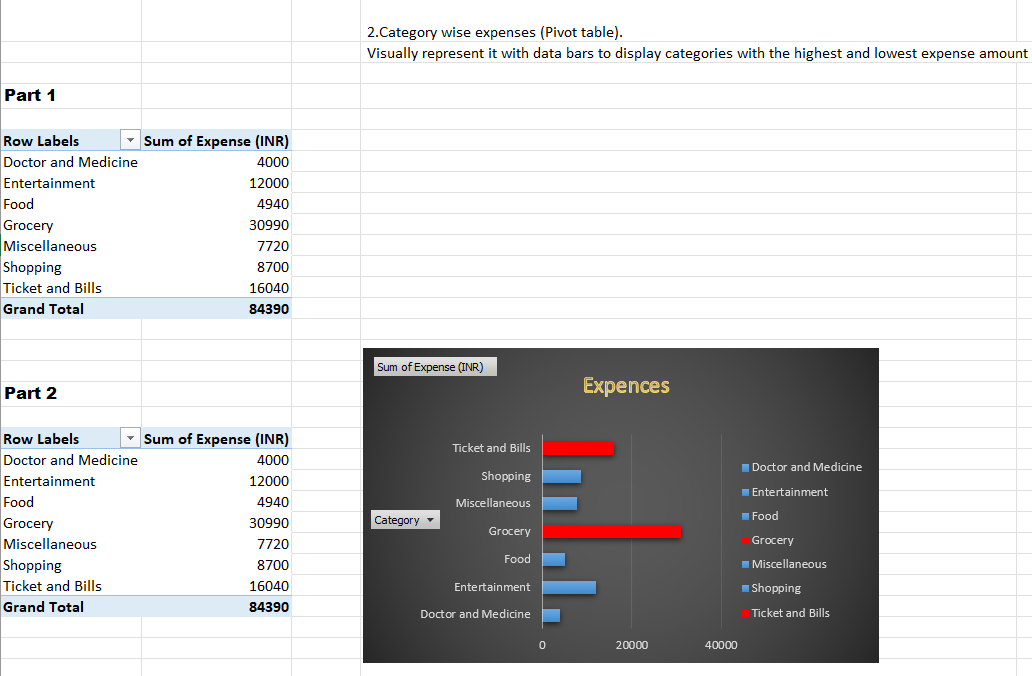 2.Category wise expenses (Pivot table).
Visually represent it with data bars to display categories with the highest and lowest expense amount
Part 1
Row Labels Sum of Expense (INR)
Doctor and Medicine 4000
Entertainment 12000
Food 4940
Grocery 30990
Miscellaneous 7720
Shopping 8700
Ticket and Bills 16040
Grand Total 84390
Part 2
Row Labels Sum of Expense (INR)
Doctor and Medicine 4000
Entertainment 12000
Food 4940
Grocery 30990
Miscellaneous 7720
Shopping 8700
Ticket and Bills 16040
Grand Total 84390
Sum of Expense (INR)
Expences
Category
Ticket and Bills
Shopping
Miscellaneous
Grocery
Food
Entertainment
Doctor and Medicine
0 20000 40000
Doctor and Medicine
Entertainment
Food
Grocery
Miscellaneous
Shopping
Ticket and Bills